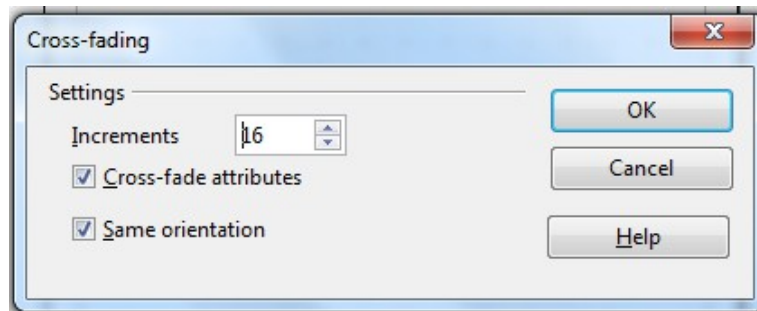 Cross-fading
Settings
Increments 16
Cross-fade attributes
Same orientation
OK
Cancel
Help